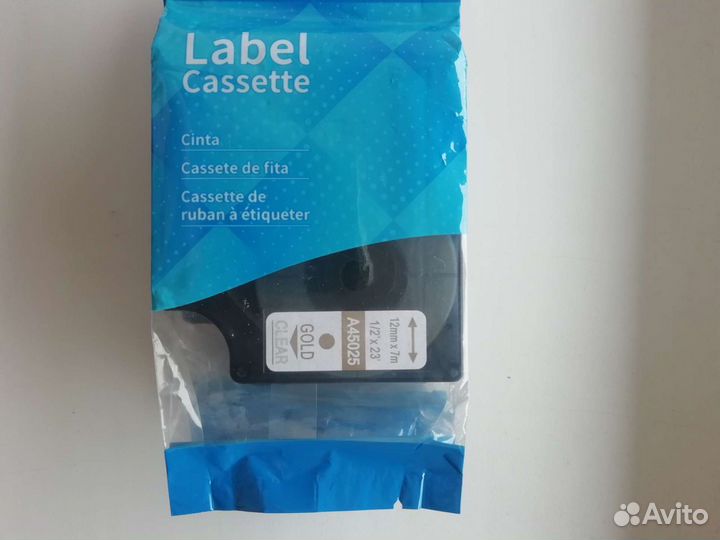 Label
Cassette
Cinta
Cassete de fita
Cassette de
ruban à étiqueter
12mm x 7m
1/2' x 23'
A45025
GOLD
CLEAR
Avito